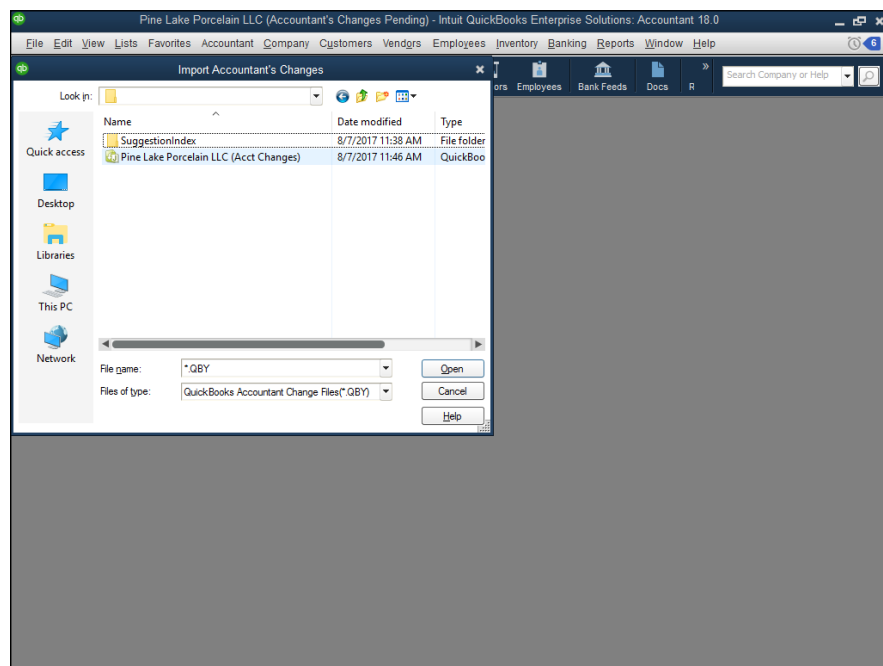 qb Pine Lake Porcelain LLC (Accountant's Changes Pending) - Intuit QuickBooks Enterprise Solutions: Accountant 18.0
File Edit View Lists Favorites Accountant Company Customers Vendors Employees Inventory Banking Reports Window Help 6
qb Import Accountant's Changes
ors Employees Bank Feeds Docs R » Search Company or Help
Look in:
Name Date modified Type
SuggestionIndex 8/7/2017 11:38 AM File folder
Pine Lake Porcelain LLC (Acct Changes) 8/7/2017 11:46 AM QuickBoo
Quick access
Desktop
Libraries
This PC
Network
File name: *.QBY Open
Files of type: QuickBooks Accountant Change Files(*.QBY) Cancel
Help